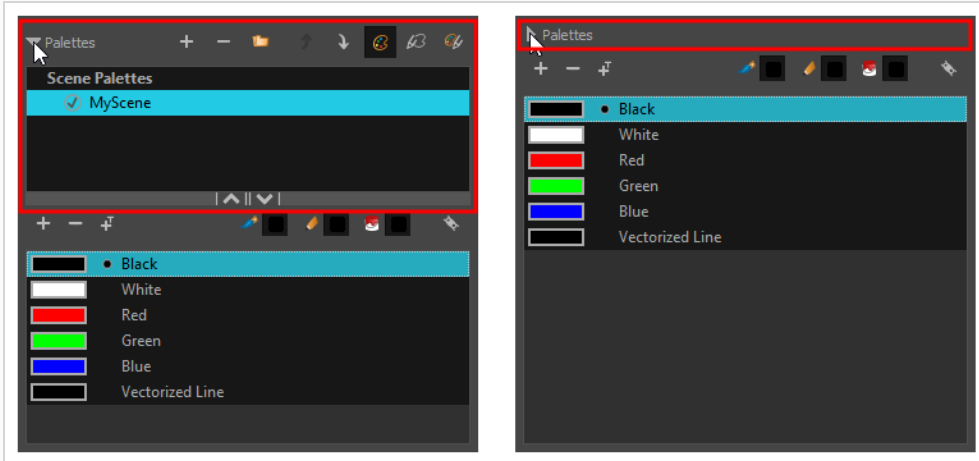 Palettes
Scene Palettes
MyScene
Black
White
Red
Green
Blue
Vectorized Line
Palettes
Black
White
Red
Green
Blue
Vectorized Line